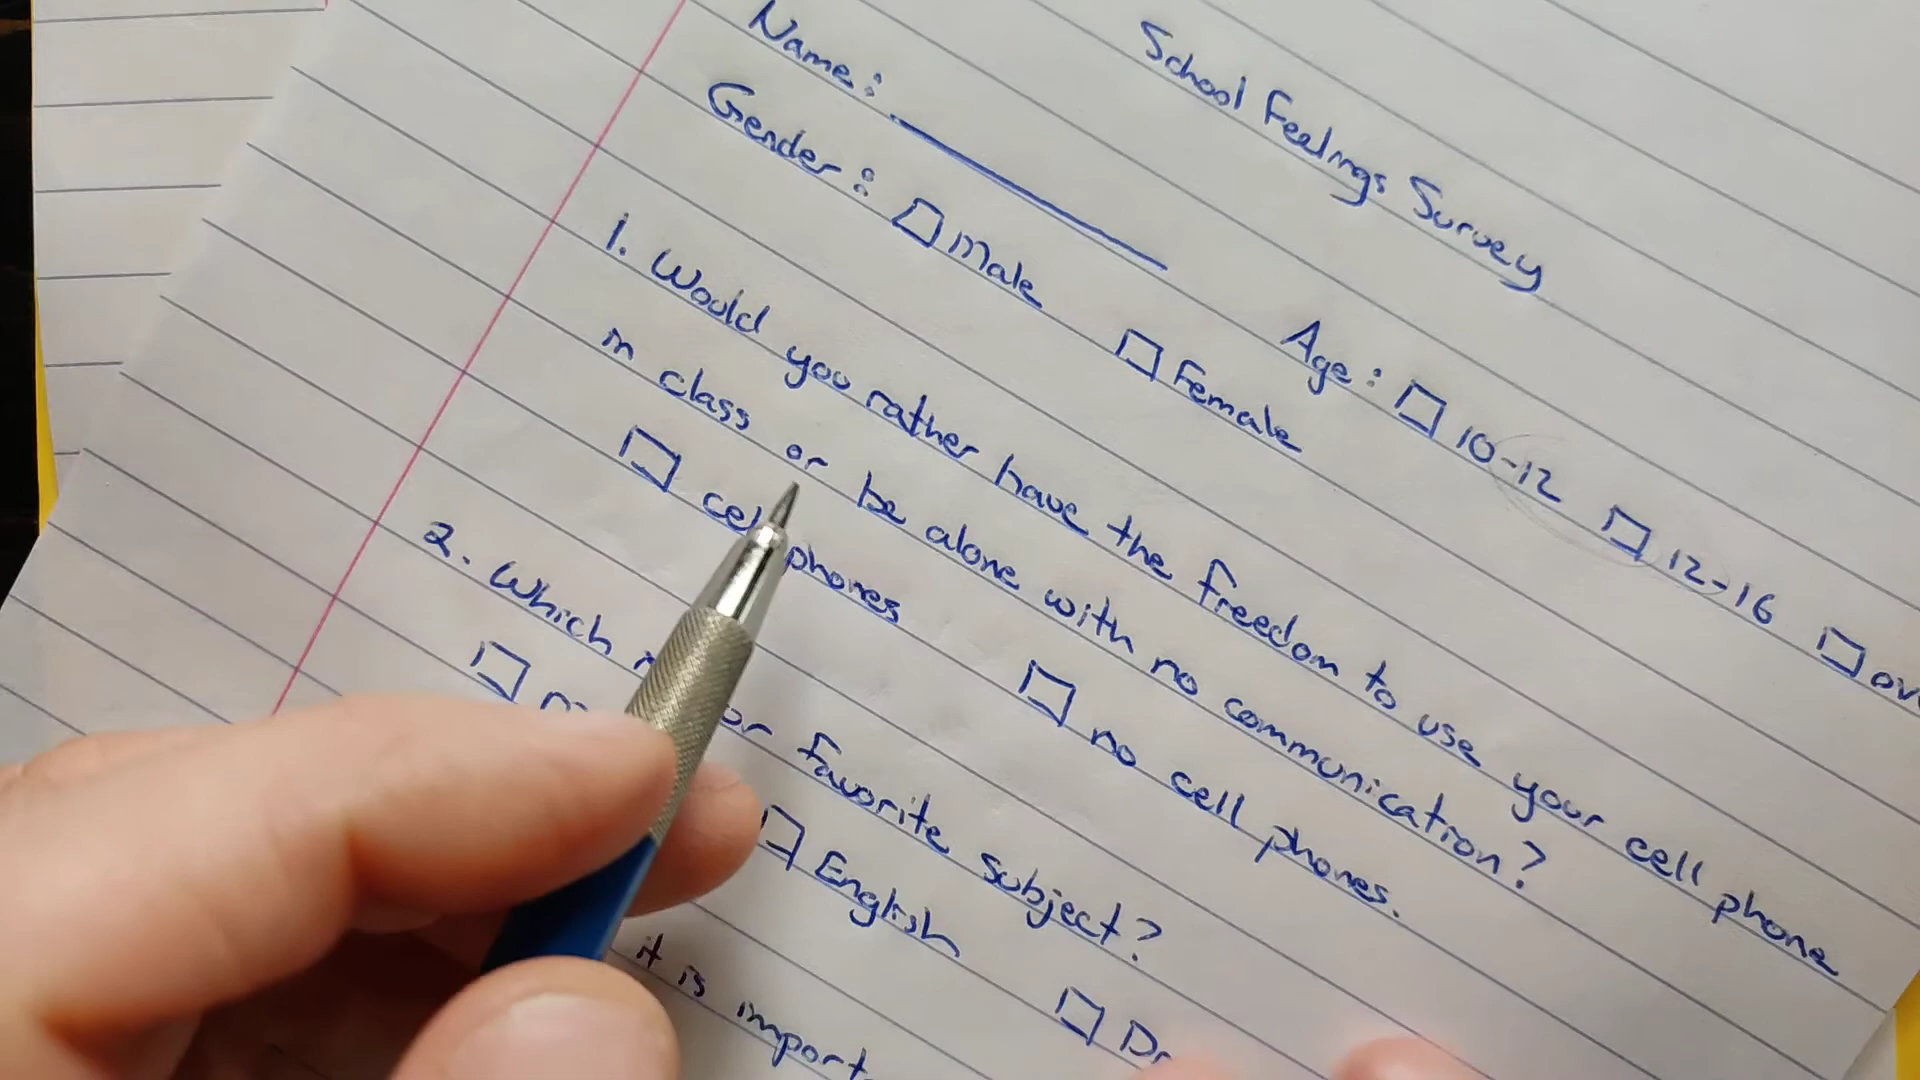 School Feelings Survey
Name: Age: 10-12 12-16
Gender: Male Female
1. Would you rather have the freedom to use your cell phone
in class or be alone with no communication?
cell phones no cell phones.
2. Which favorite subject?
English
it is